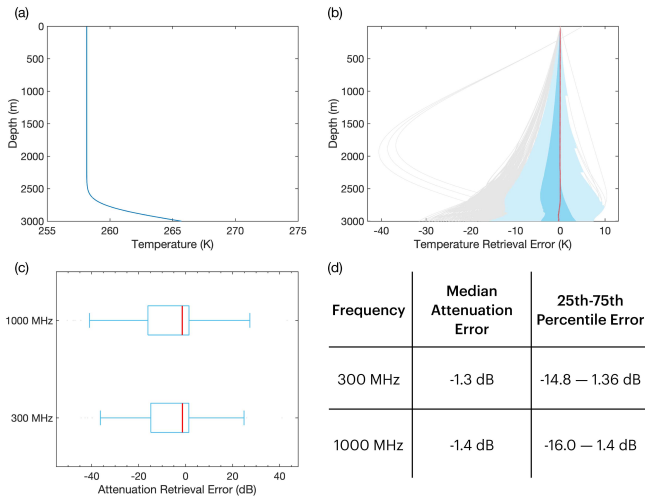 (a)
0
500
1000
1500
2000
2500
3000
Depth (m)
255 260 265 270 275
Temperature (K)
(b)
0
500
1000
1500
2000
2500
3000
Depth (m)
-40 -30 -20 -10 0 10
Temperature Retrieval Error (K)
(c)
1000 MHz
300 MHz
-40 -20 0 20 40
Attenuation Retrieval Error (dB)
(d)
Frequency
Median
Attenuation
Error
25th-75th
Percentile Error
300 MHz -1.3 dB -14.8 — 1.36 dB
1000 MHz -1.4 dB -16.0 — 1.4 dB